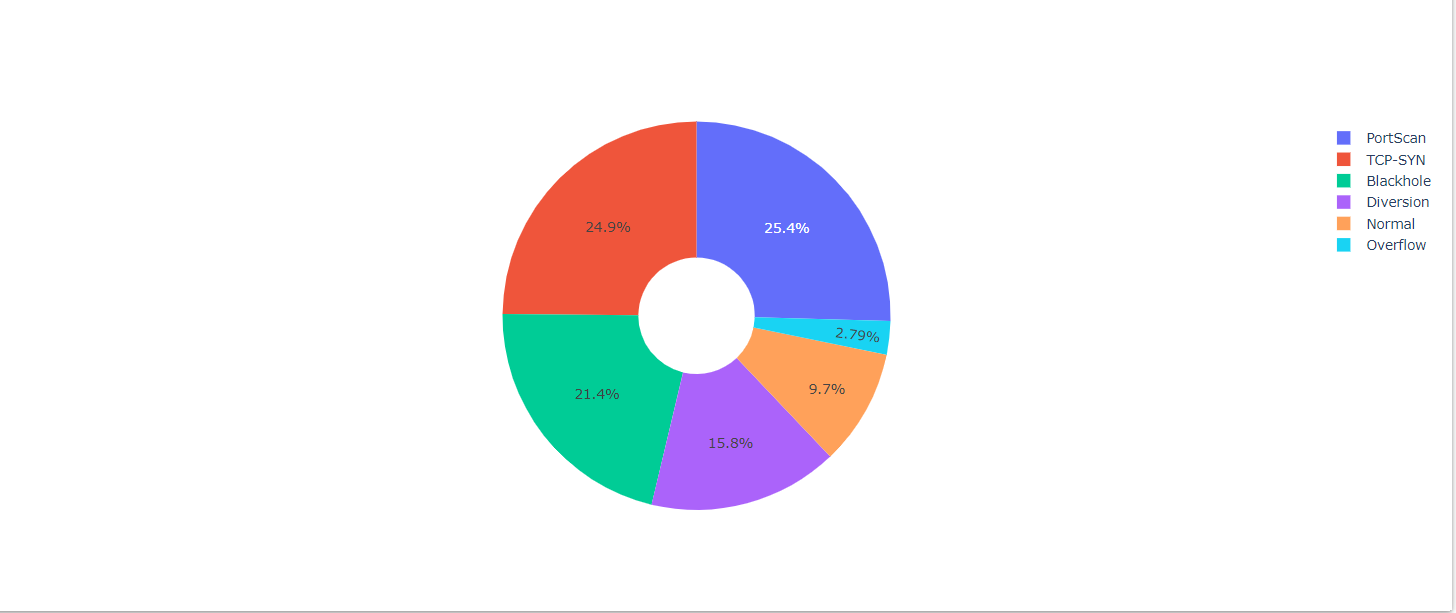 24.9%
25.4%
2.79%
9.7%
21.4%
15.8%
PortScan
TCP-SYN
Blackhole
Diversion
Normal
Overflow